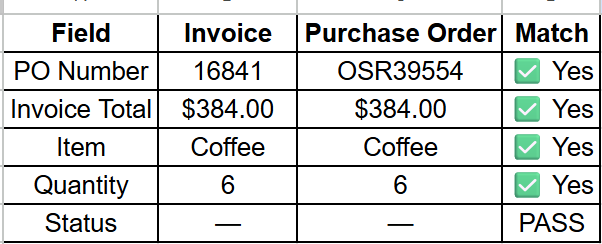 Field Invoice Purchase Order Match
PO Number 16841 OSR39554 ✅ Yes
Invoice Total $384.00 $384.00 ✅ Yes
Item Coffee Coffee ✅ Yes
Quantity 6 6 ✅ Yes
Status — — PASS